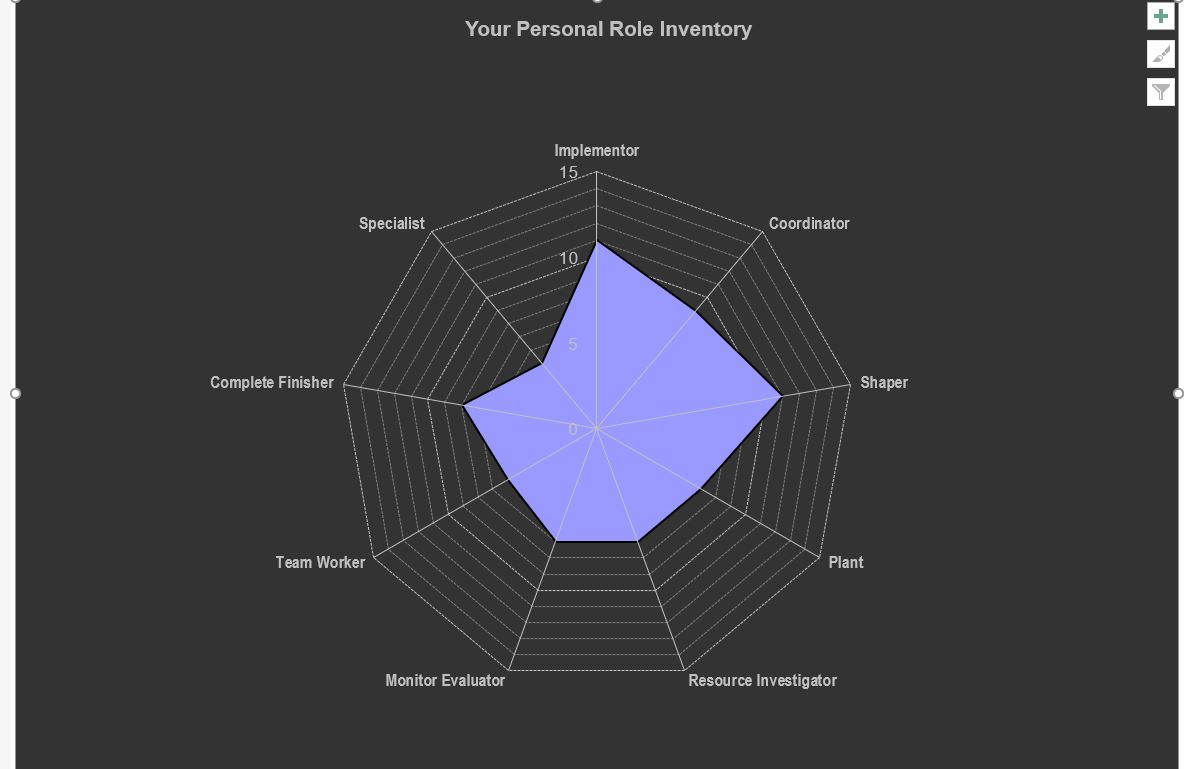 Your Personal Role Inventory
Implementor
15
Specialist
Coordinator
10
5
Complete Finisher
Shaper
0
Team Worker
Plant
Monitor Evaluator
Resource Investigator